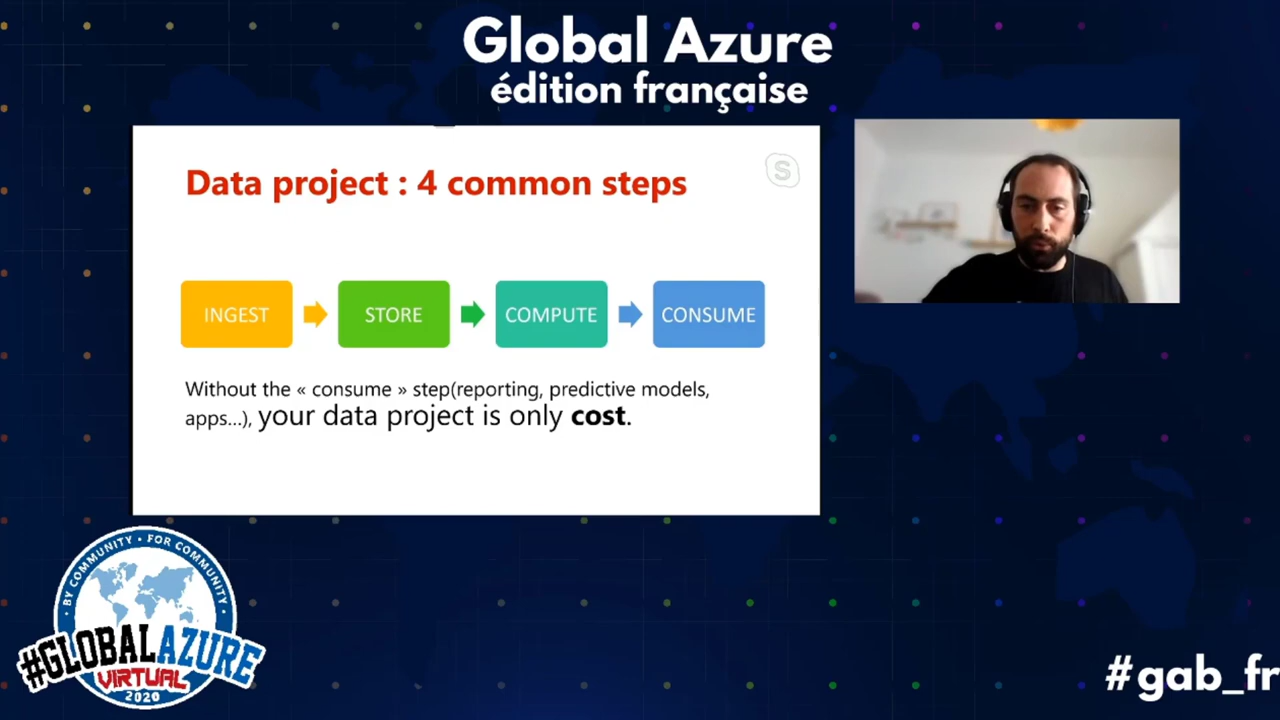 Global Azure
édition française
Data project : 4 common steps
S
INGEST
STORE
COMPUTE
CONSUME
Without the « consume » step(reporting, predictive models,
apps...), your data project is only cost.
BY COMMUNITY • FOR COMMUNITY
#GLOBALAZURE
VIRTUAL
2020
#gab_fr